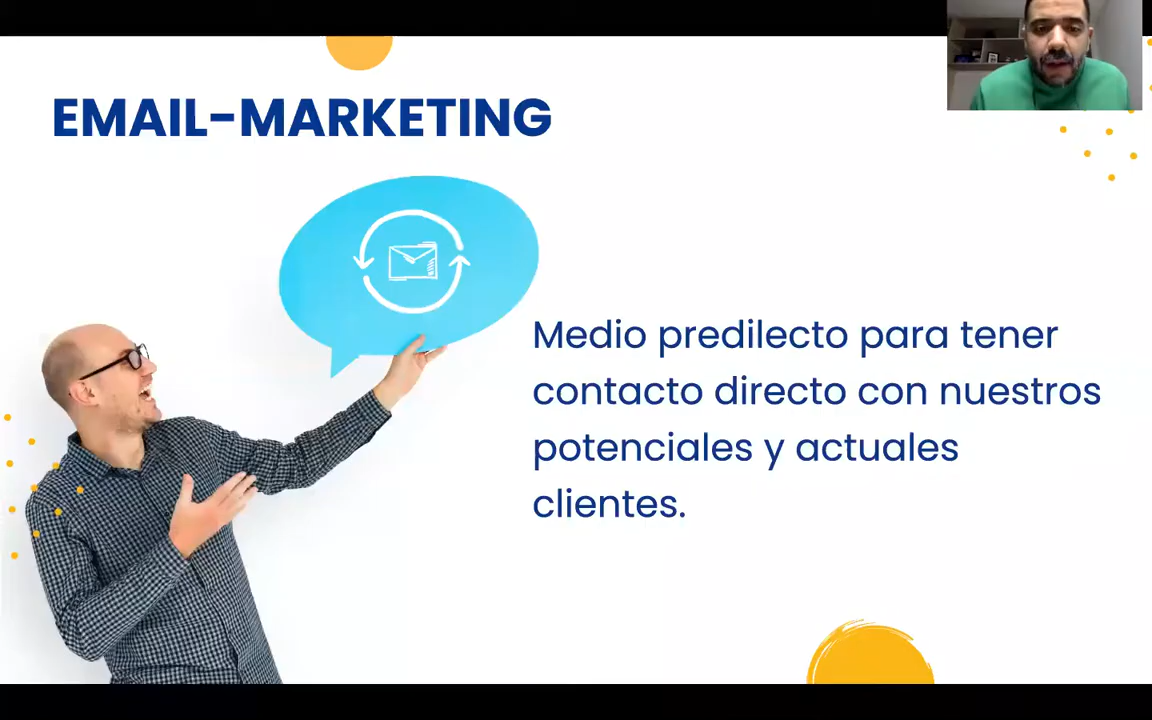 EMAIL-MARKETING
Medio predilecto para tener
contacto directo con nuestros
potenciales y actuales
clientes.